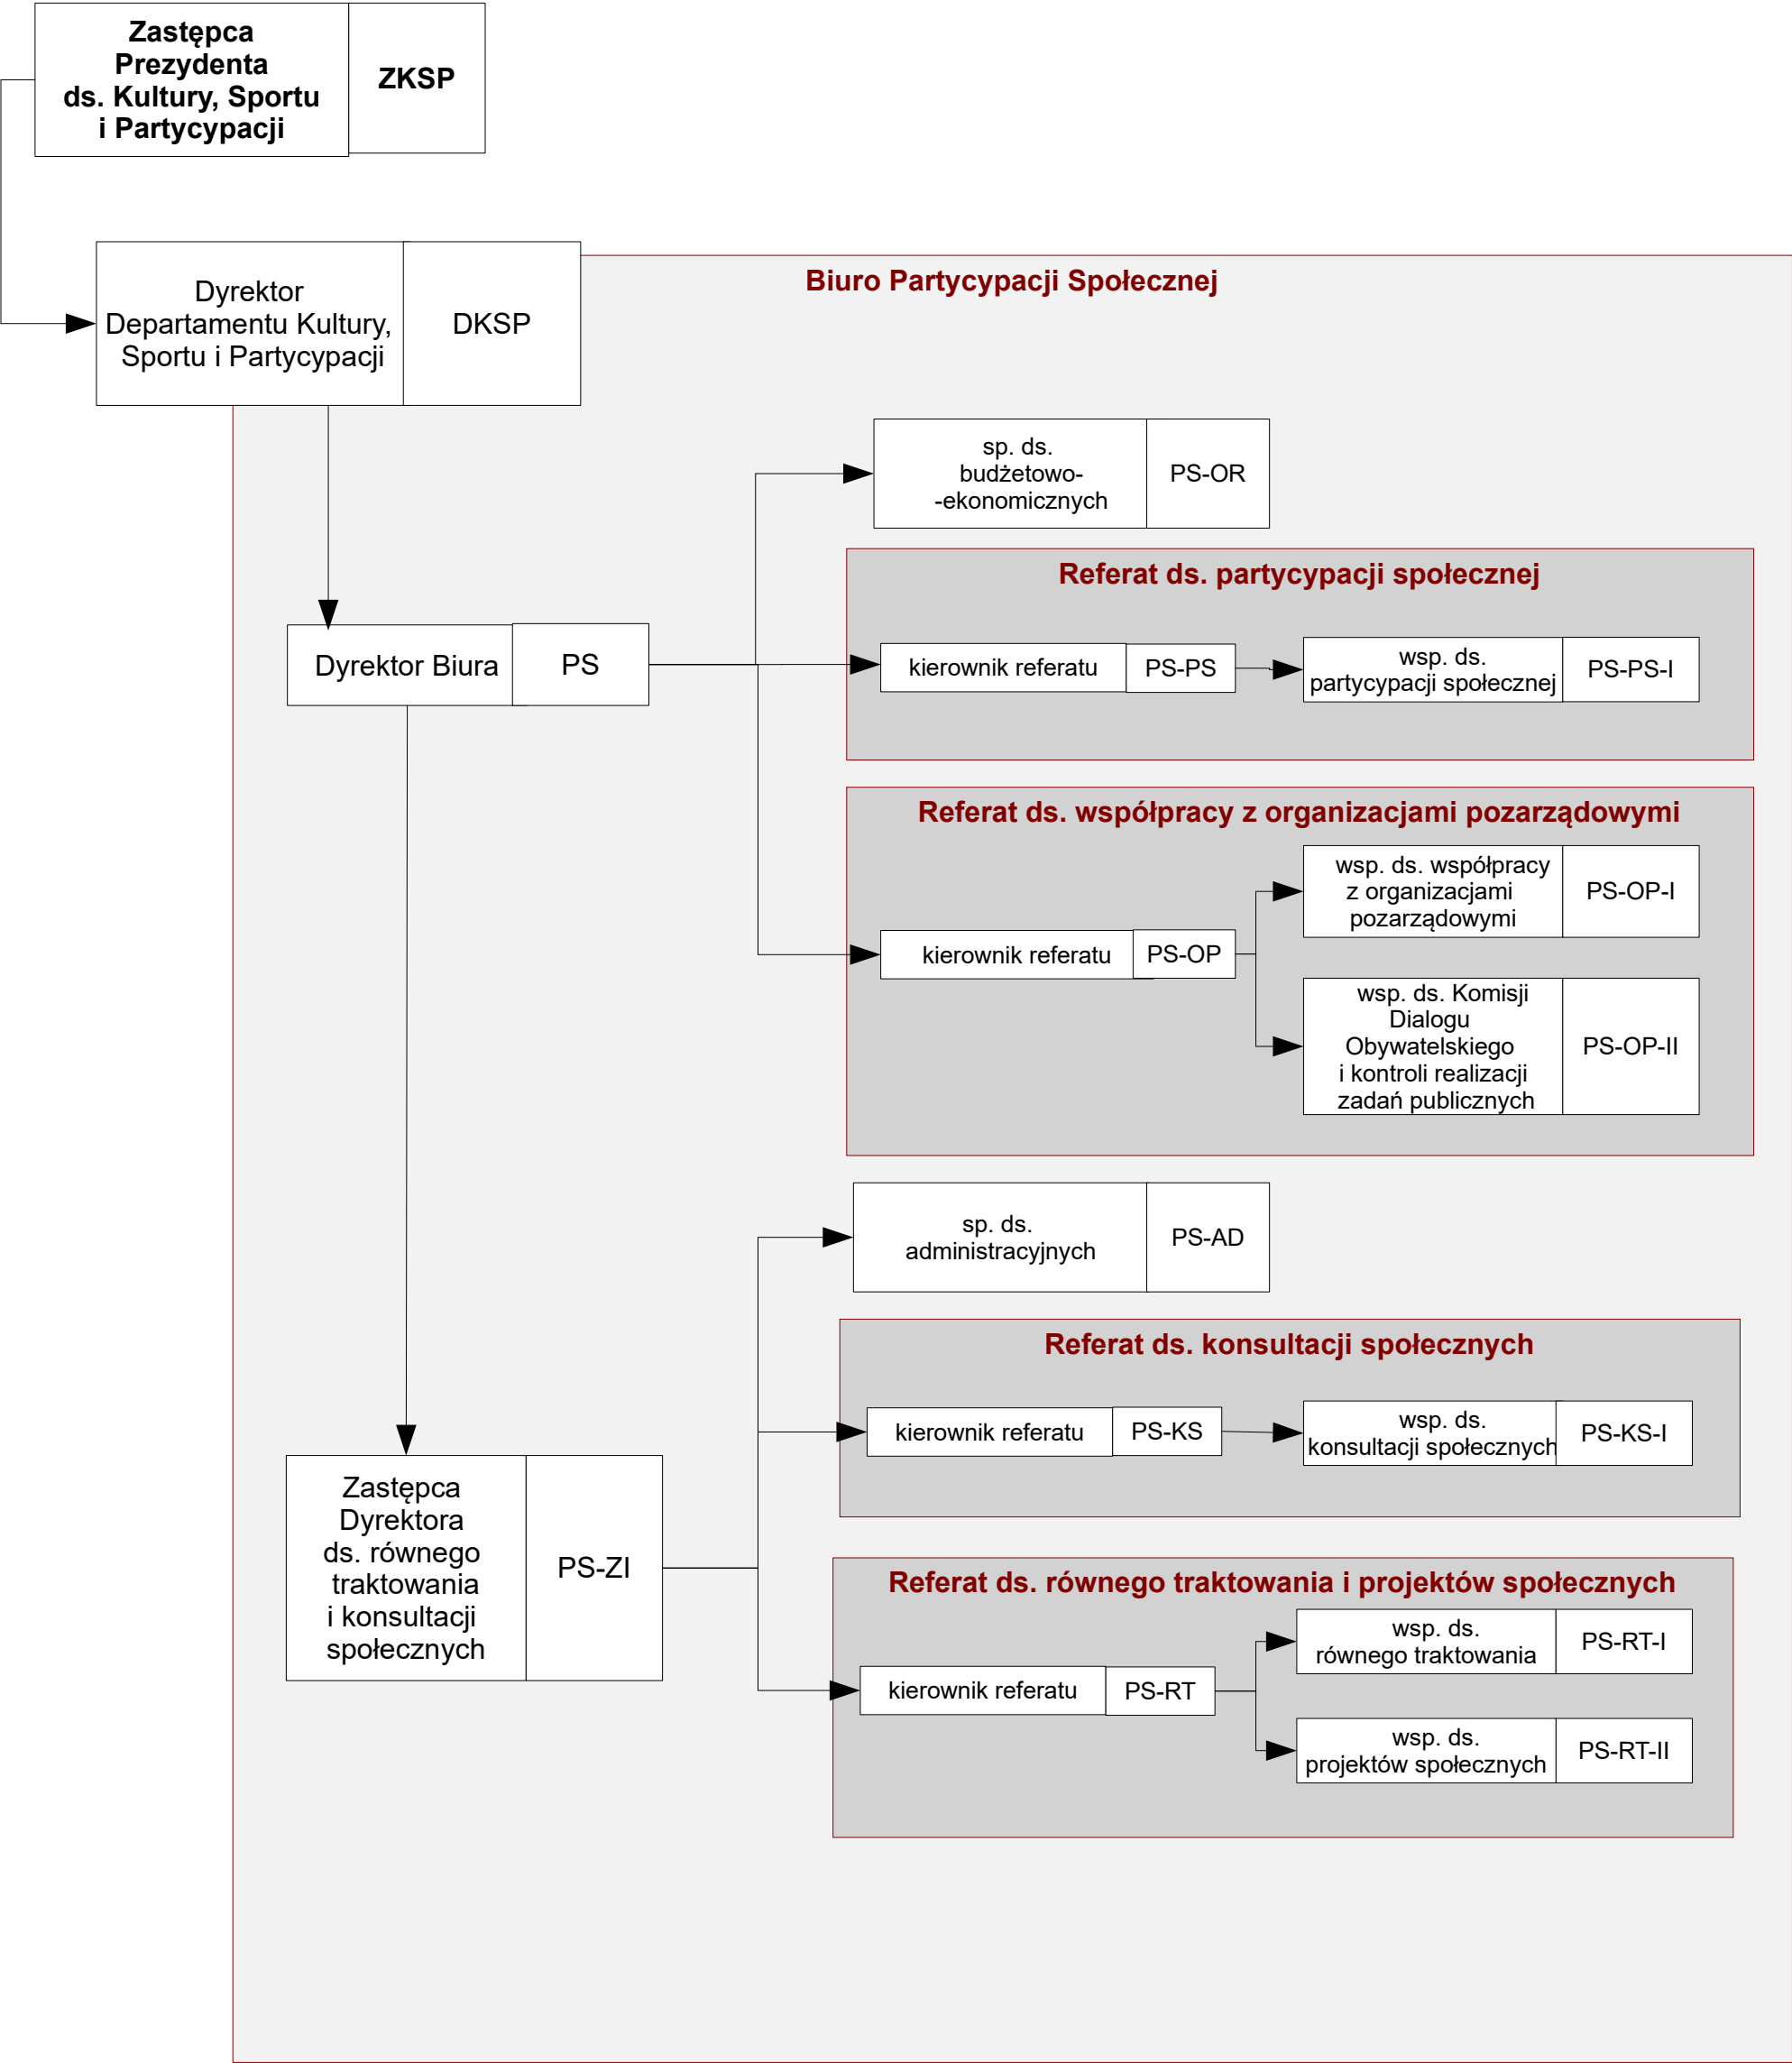 Zastępca
Prezydenta
ds. Kultury, Sportu
i Partycypacji
ZKSP
Dyrektor
Departamentu Kultury,
Sportu i Partycypacji
DKSP
Biuro Partycypacji Społecznej
sp. ds.
budżetowo-
-ekonomicznych
PS-OR
Referat ds. partycypacji społecznej
Dyrektor Biura
PS
kierownik referatu
PS-PS
wsp. ds.
partycypacji społecznej
PS-PS-I
Referat ds. współpracy z organizacjami pozarządowymi
kierownik referatu
PS-OP
wsp. ds. współpracy
z organizacjami
pozarządowymi
PS-OP-I
wsp. ds. Komisji
Dialogu
Obywatelskiego
i kontroli realizacji
zadań publicznych
PS-OP-II
sp. ds.
administracyjnych
PS-AD
Referat ds. konsultacji społecznych
kierownik referatu
PS-KS
wsp. ds.
konsultacji społecznych
PS-KS-I
Zastępca
Dyrektora
ds. równego
traktowania
i konsultacji
społecznych
PS-ZI
Referat ds. równego traktowania i projektów społecznych
kierownik referatu
PS-RT
wsp. ds.
równego traktowania
PS-RT-I
wsp. ds.
projektów społecznych
PS-RT-II